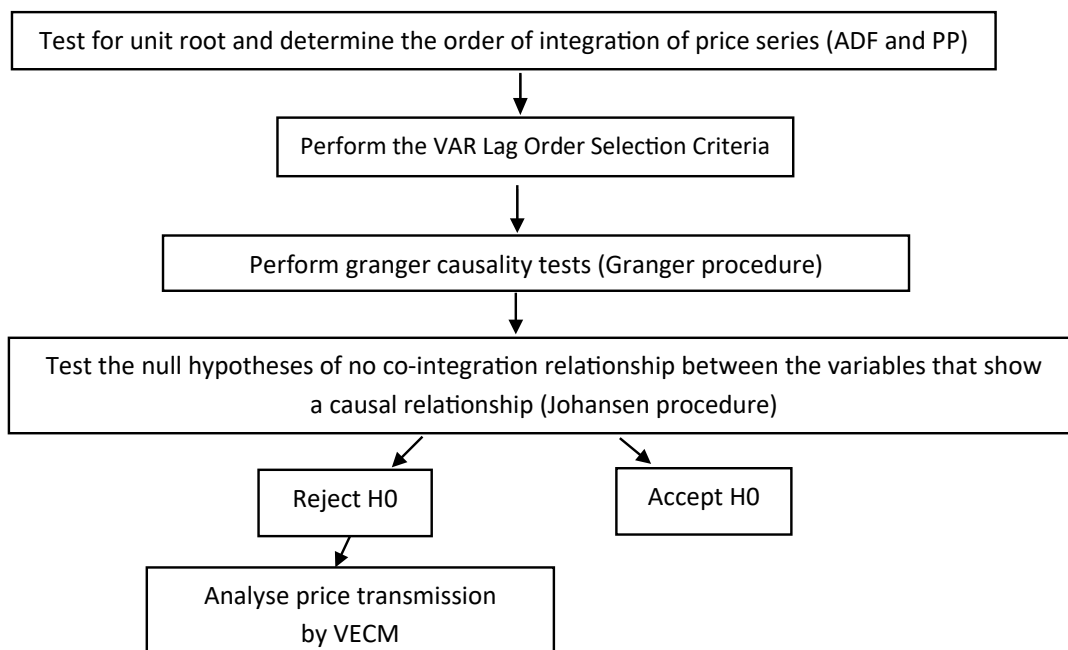 Test for unit root and determine the order of integration of price series (ADF and PP)
Perform the VAR Lag Order Selection Criteria
Perform granger causality tests (Granger procedure)
Test the null hypotheses of no co-integration relationship between the variables that show
a causal relationship (Johansen procedure)
Reject H0
Accept H0
Analyse price transmission
by VECM